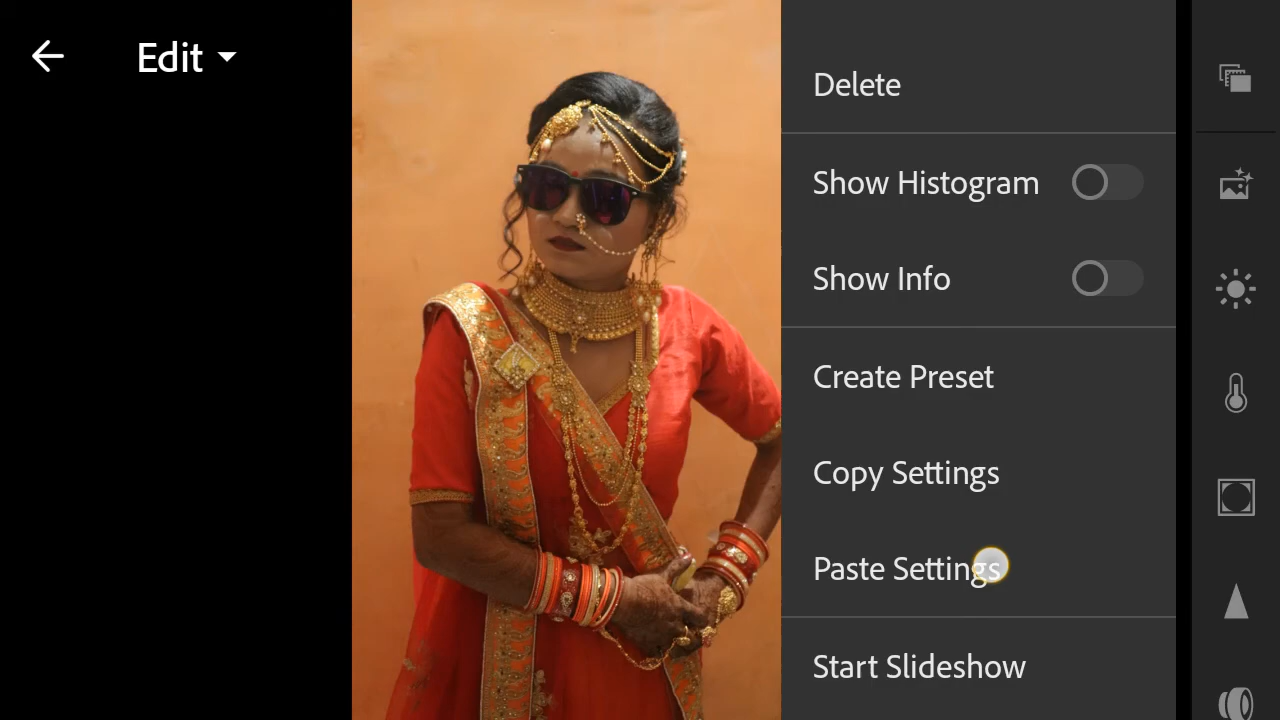 Edit
Delete
Show Histogram
Show Info
Create Preset
Copy Settings
Paste Settings
Start Slideshow